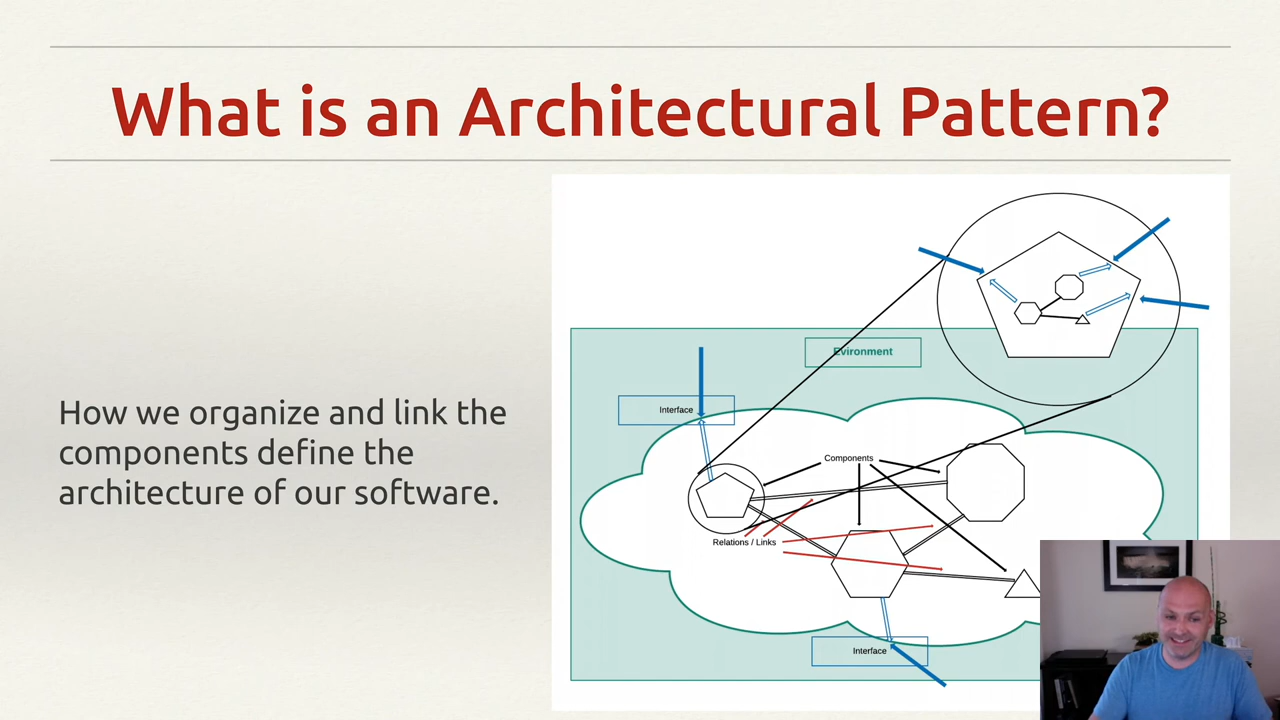 What is an Architectural Pattern?
How we organize and link the
components define the
architecture of our software.
Evironment
Interface
Components
Relations / Links
Interface